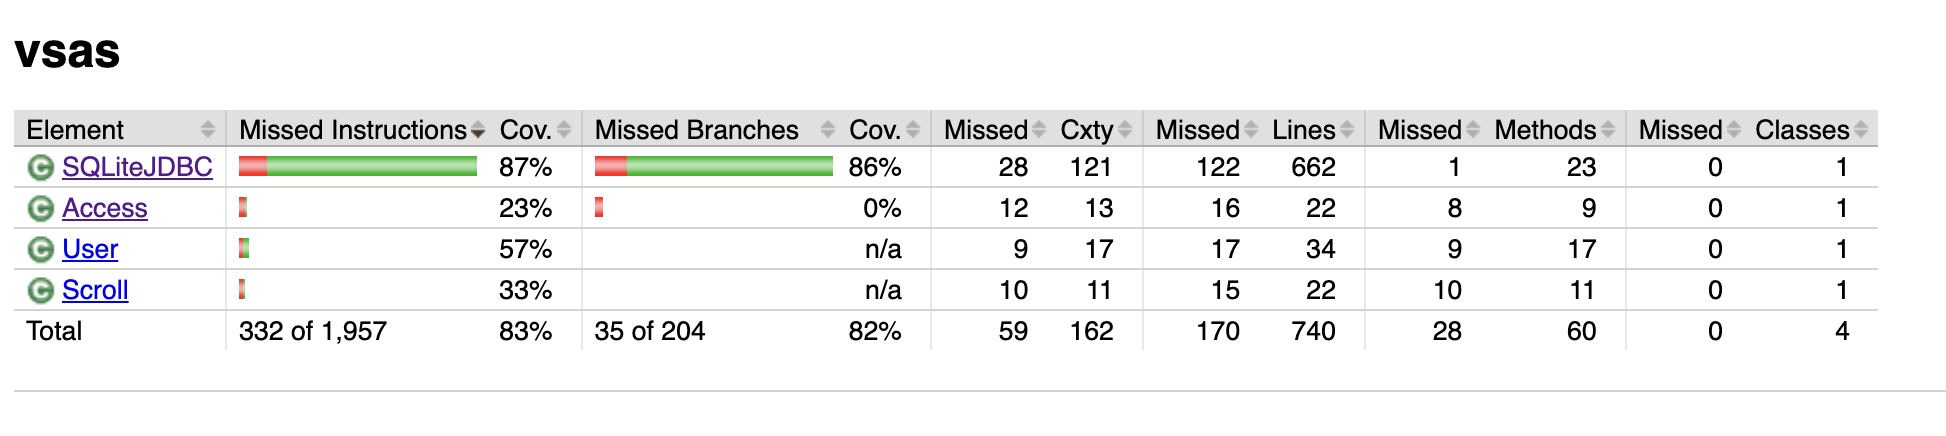 vsas
Element Missed Instructions Cov. Missed Branches Cov. Missed Cxty Missed Lines Missed Methods Missed Classes
C SQLiteJDBC 87% 86% 28 121 122 662 1 23 0 1
C Access 23% 0% 12 13 16 22 8 9 0 1
C User 57% n/a 9 17 17 34 9 17 0 1
C Scroll 33% n/a 10 11 15 22 10 11 0 1
Total 332 of 1,957 83% 35 of 204 82% 59 162 170 740 28 60 0 4